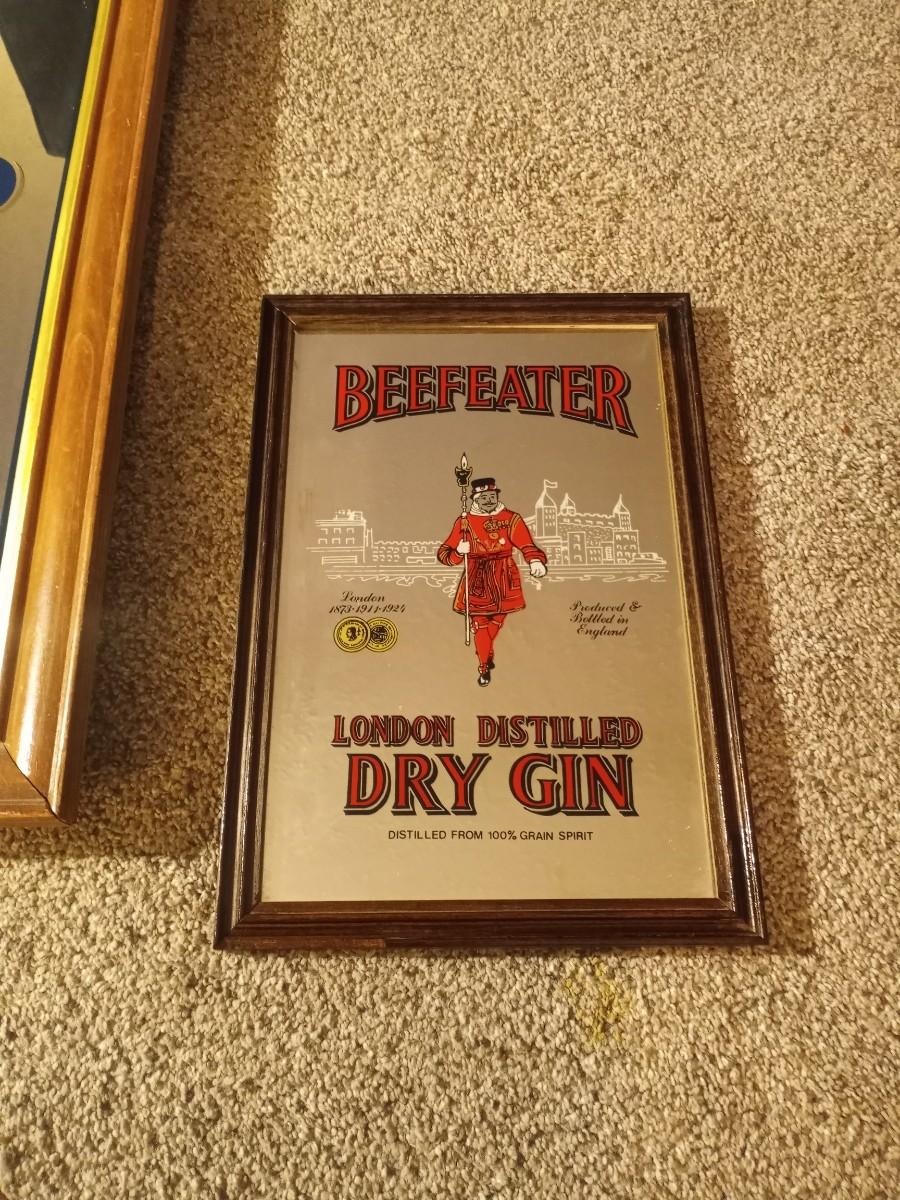 BEEFEATER
London
1873·1911·1924
Produced &
Bottled in
England
LONDON DISTILLED
DRY GIN
DISTILLED FROM 100% GRAIN SPIRIT